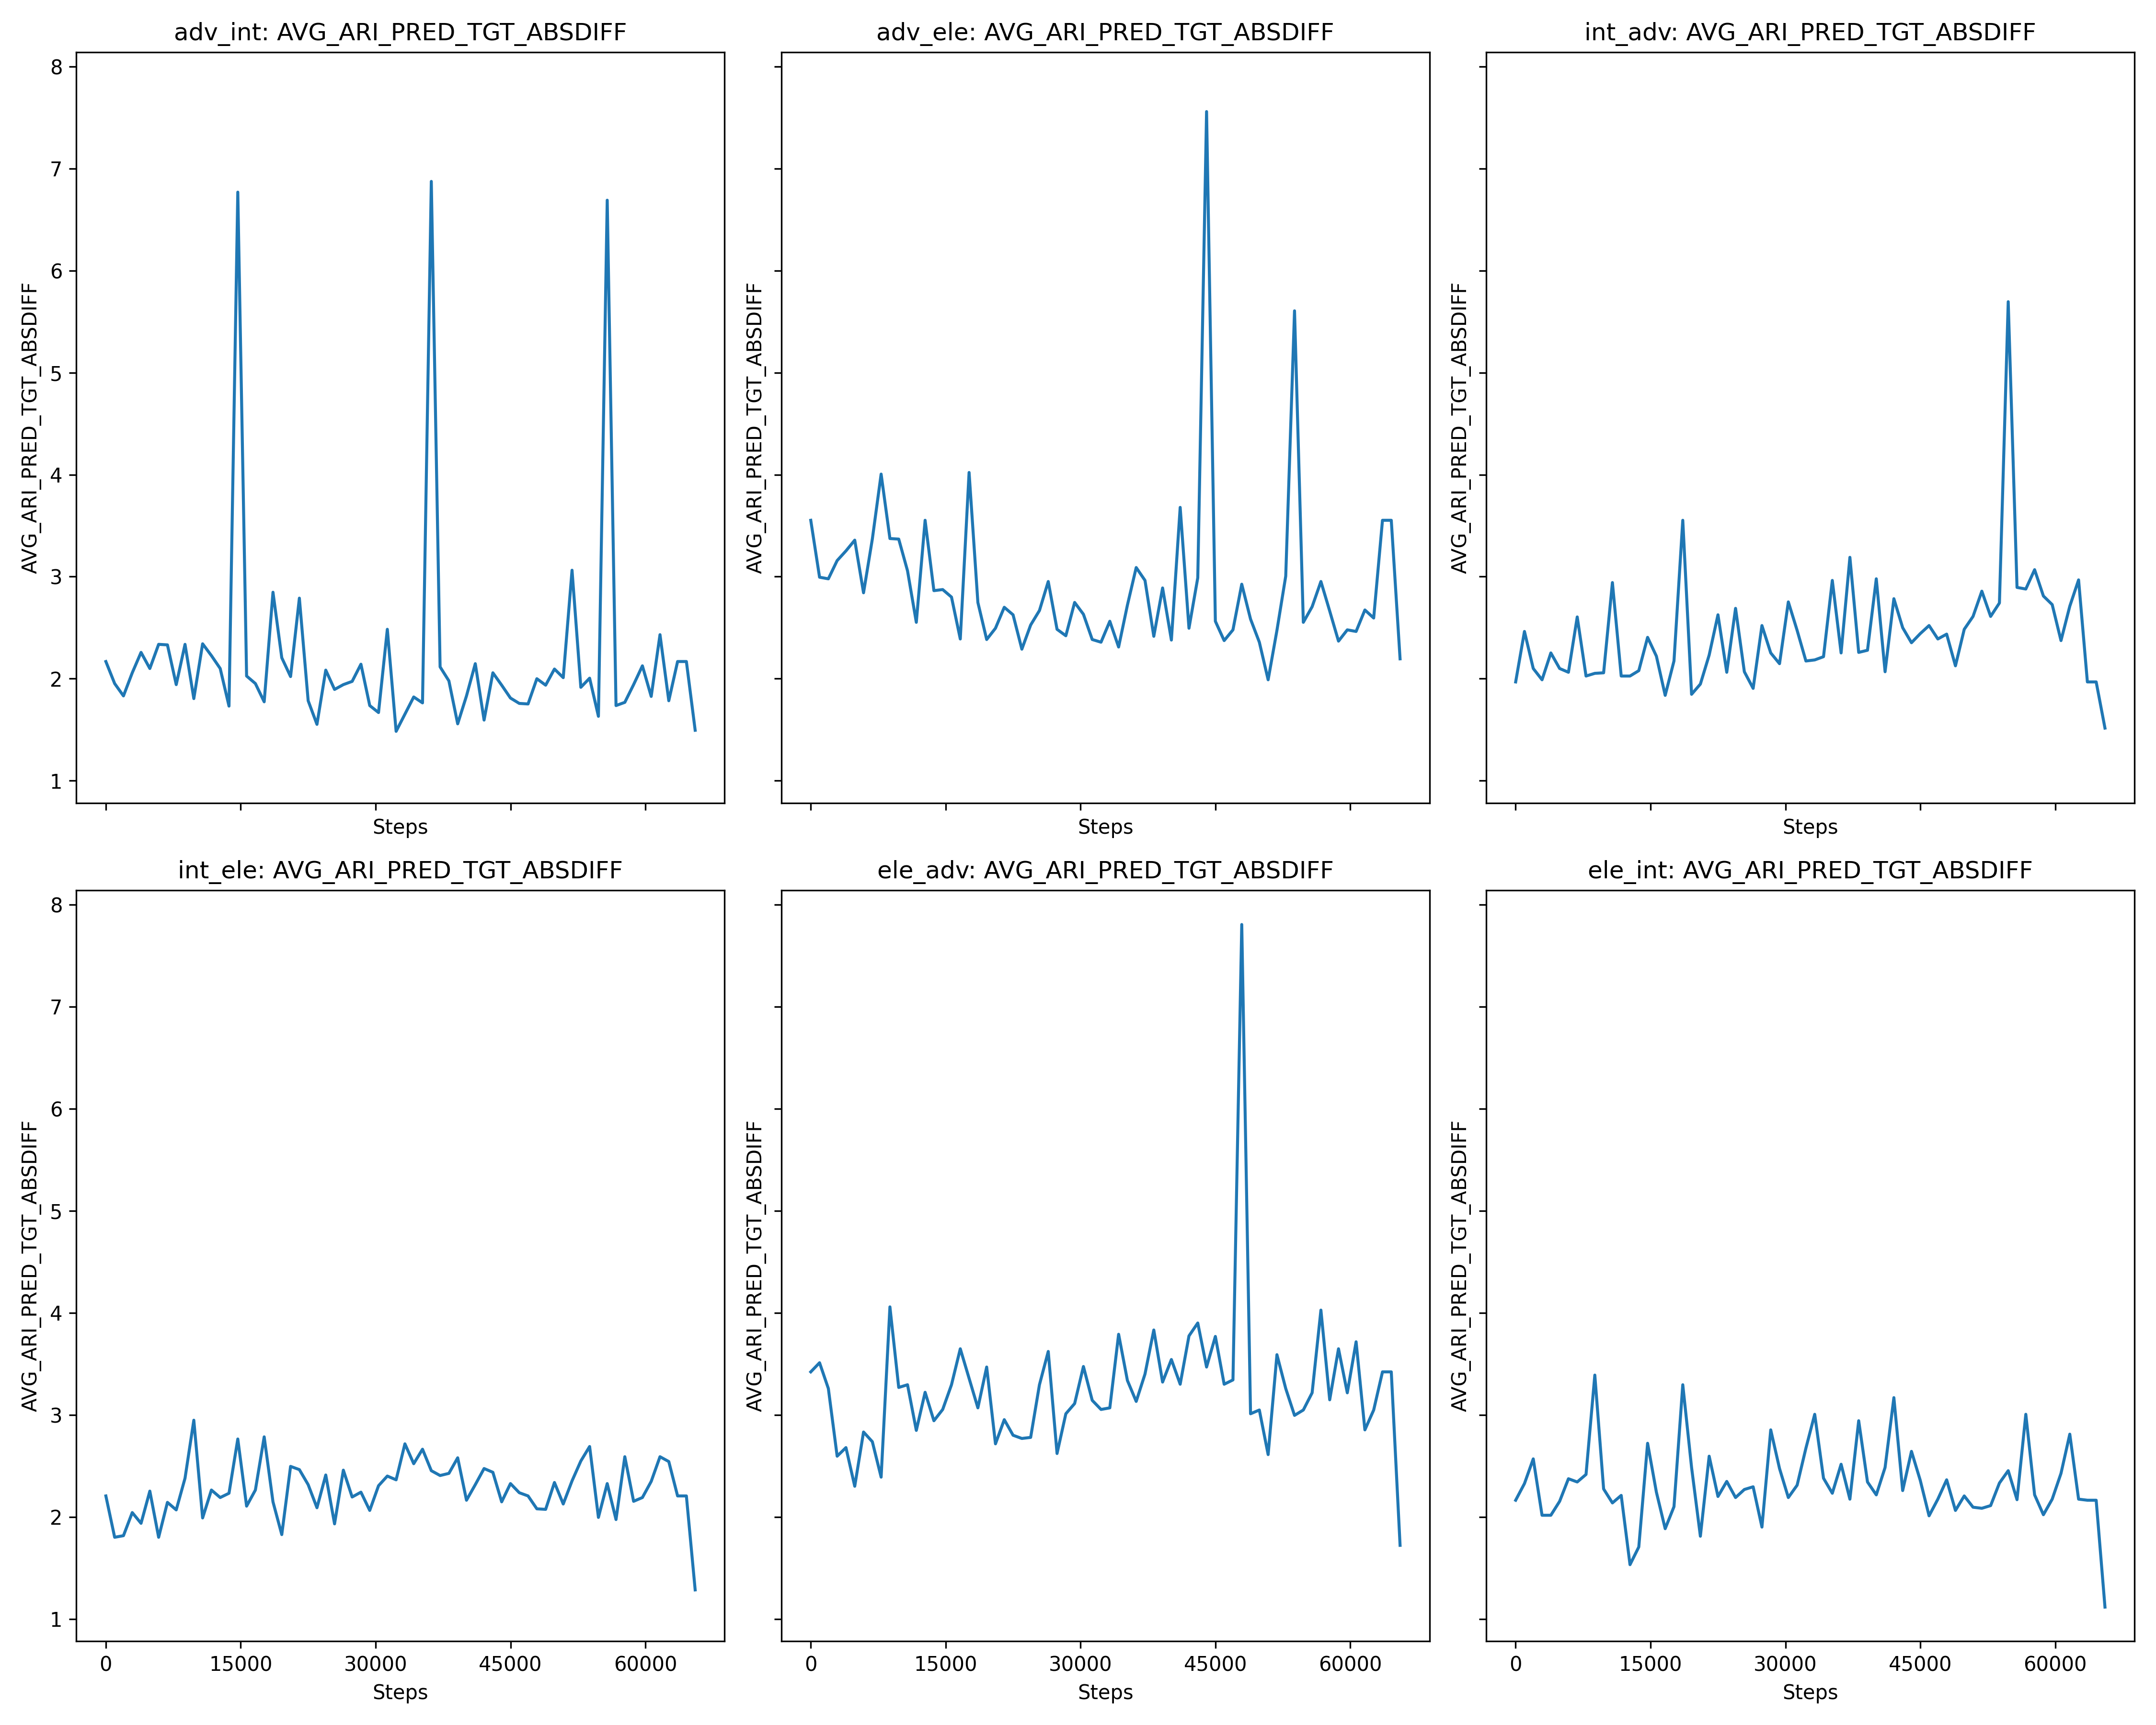 adv_int: AVG_ARI_PRED_TGT_ABSDIFF
adv_ele: AVG_ARI_PRED_TGT_ABSDIFF
int_adv: AVG_ARI_PRED_TGT_ABSDIFF
AVG_ARI_PRED_TGT_ABSDIFF
8
7
6
5
4
3
2
1
Steps
AVG_ARI_PRED_TGT_ABSDIFF
Steps
AVG_ARI_PRED_TGT_ABSDIFF
Steps
int_ele: AVG_ARI_PRED_TGT_ABSDIFF
ele_adv: AVG_ARI_PRED_TGT_ABSDIFF
ele_int: AVG_ARI_PRED_TGT_ABSDIFF
AVG_ARI_PRED_TGT_ABSDIFF
8
7
6
5
4
3
2
1
0 15000 30000 45000 60000
Steps
AVG_ARI_PRED_TGT_ABSDIFF
0 15000 30000 45000 60000
Steps
AVG_ARI_PRED_TGT_ABSDIFF
0 15000 30000 45000 60000
Steps